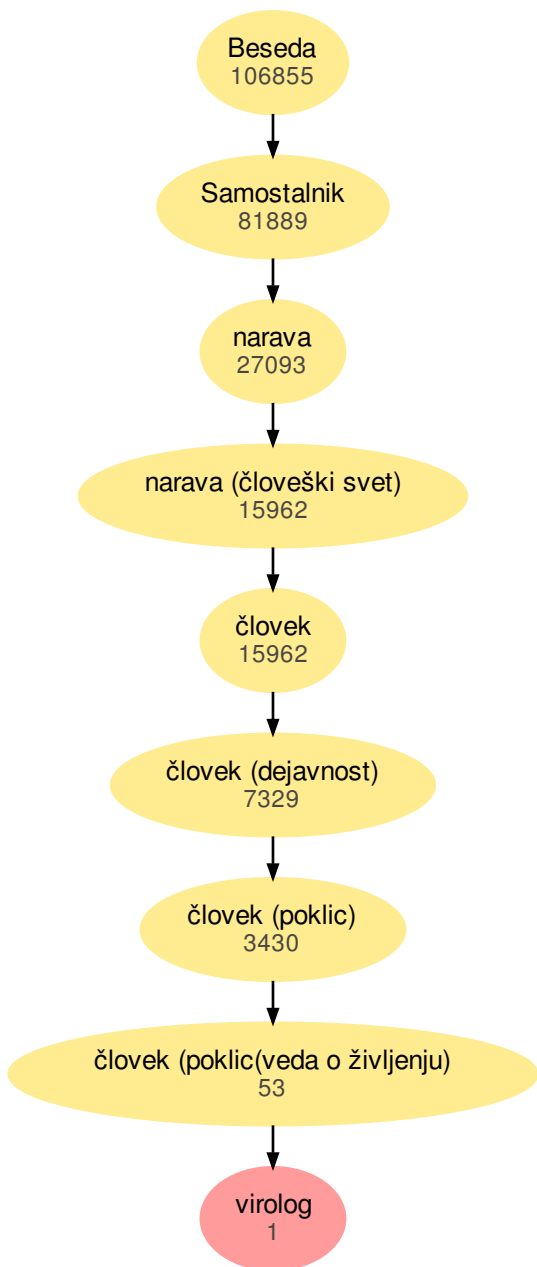 Beseda
106855
Samostalnik
81889
narava
27093
narava (človeški svet)
15962
človek
15962
človek (dejavnost)
7329
človek (poklic)
3430
človek (poklic(veda o življenju)
53
virolog
1